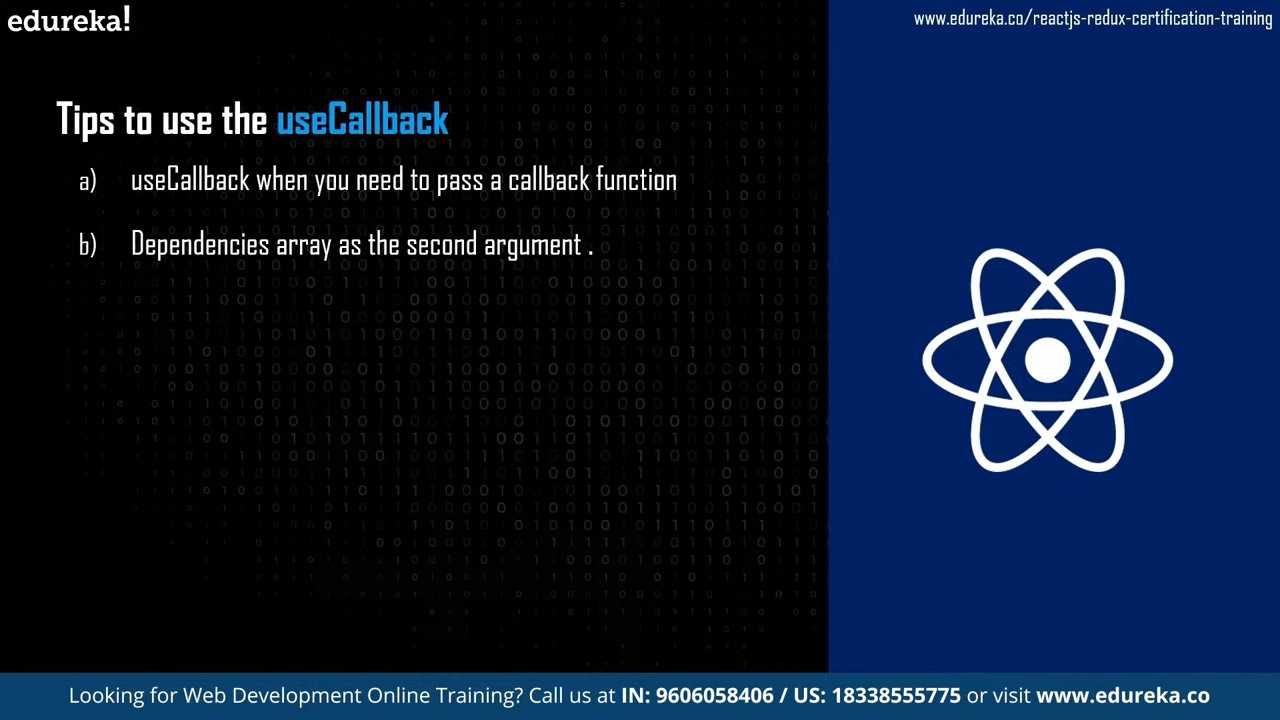 edureka!
www.edureka.co/reactjs-redux-certification-training
Tips to use the useCallback
a) useCallback when you need to pass a callback function
b) Dependencies array as the second argument .
Looking for Web Development Online Training? Call us at IN: 9606058406 / US: 18338555775 or visit www.edureka.co